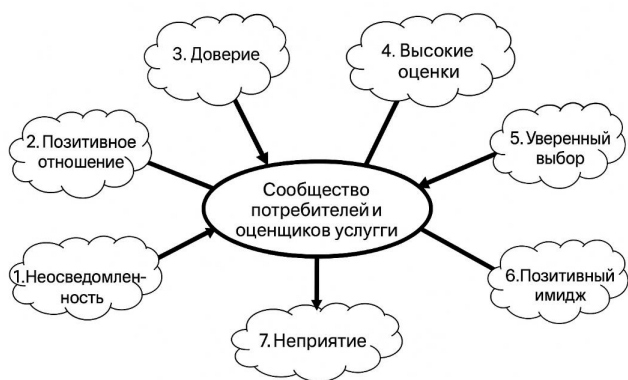 3. Доверие
4. Высокие
оценки
2. Позитивное
отношение
5. Уверенный
выбор
Сообщество
потребителей и
оценщиков услугги
1.Неосведомлен-
ность
6.Позитивный
имидж
7. Неприятие